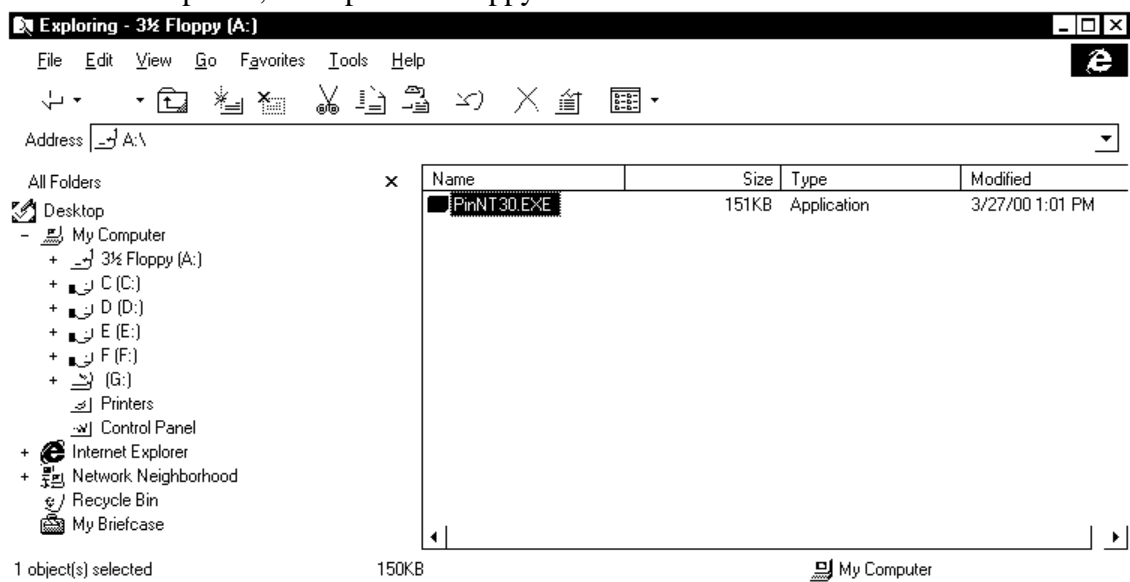 Exploring - 3½ Floppy (A:)
File Edit View Go Favorites Tools Help
Address A:\
All Folders x
Name Size Type Modified
PinNT30.EXE 151KB Application 3/27/00 1:01 PM
Desktop
My Computer
3½ Floppy (A:)
C (C:)
D (D:)
E (E:)
F (F:)
(G:)
Printers
Control Panel
Internet Explorer
Network Neighborhood
Recycle Bin
My Briefcase
1 object(s) selected 150KB My Computer